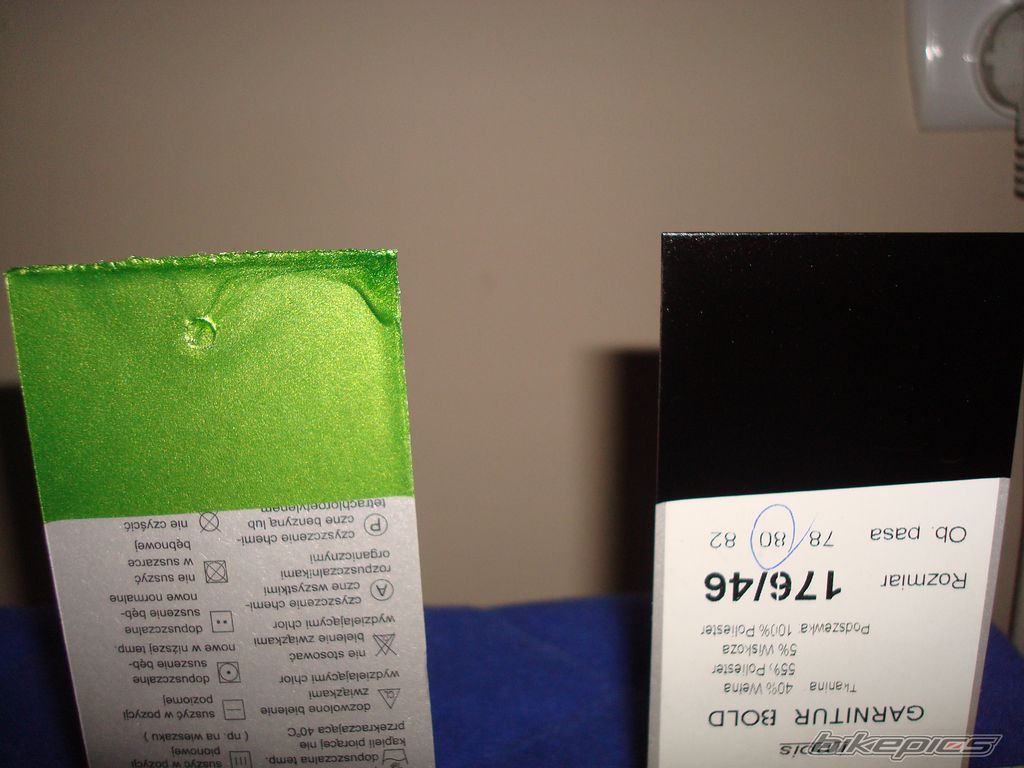 dopuszczalna temp.
kąpieli piorącej nie
przekraczająca 40°C
dozwolone bielenie
związkami
wydzielającymi chlor
nie stosować
bielenie związkami
wydzielającymi chlor
A czyszczenie chemi-
czne wszystkimi
rozpuszczalnikami
organicznymi
P czyszczenie chemi-
czne benzyną lub
tetrachloroetylenem
suszyć w pozycji
pionowej
( np. na wieszaku )
suszyć w pozycji
poziomej
dopuszczalne
suszenie bęb-
nowe w niższej temp.
dopuszczalne
suszenie bęb-
nowe normalne
nie suszyć
w suszarce
bębnowej
nie czyścić
GARNITUR BOLD
Tkanina: 40% Wełna
55% Poliester
5% Wiskoza
Podszewka: 100% Poliester
Rozmiar 176/46
Ob. pasa 78/80 82
bikepics